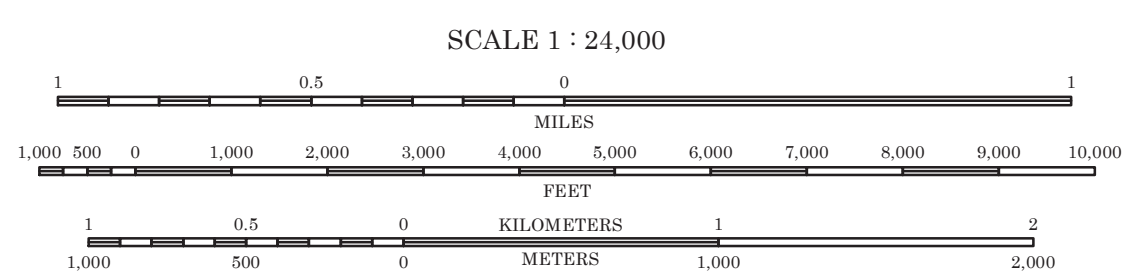 SCALE 1 : 24,000
1 0.5 0 1
MILES
1,000 500 0 1,000 2,000 3,000 4,000 5,000 6,000 7,000 8,000 9,000 10,000
FEET
1 0.5 0 KILOMETERS 1 2
1,000 500 0 METERS 1,000 2,000